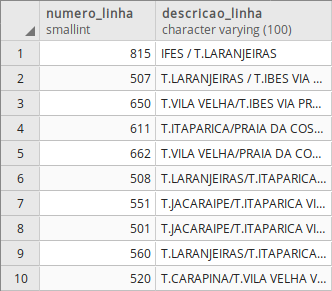 numero_linha descricao_linha
smallint character varying (100)
1 815 IFES / T.LARANJEIRAS
2 507 T.LARANJEIRAS / T.IBES VIA ...
3 650 T.VILA VELHA/T.IBES VIA PR...
4 611 T.ITAPARICA/PRAIA DA COS...
5 662 T.VILA VELHA/PRAIA DA CO...
6 508 T.LARANJEIRAS/T.ITAPARICA...
7 551 T.JACARAIPE/T.ITAPARICA VI...
8 501 T.JACARAIPE/T.ITAPARICA VI...
9 560 T.LARANJEIRAS/T.ITAPARIC...
10 520 T.CARAPINA/T.VILA VELHA V...